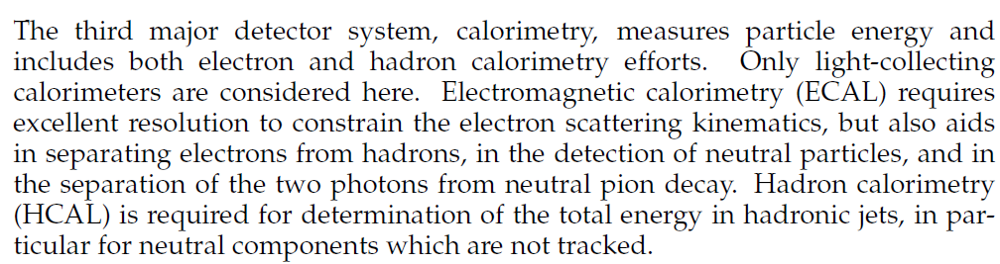 The third major detector system, calorimetry, measures particle energy and
includes both electron and hadron calorimetry efforts. Only light-collecting
calorimeters are considered here. Electromagnetic calorimetry (ECAL) requires
excellent resolution to constrain the electron scattering kinematics, but also aids
in separating electrons from hadrons, in the detection of neutral particles, and in
the separation of the two photons from neutral pion decay. Hadron calorimetry
(HCAL) is required for determination of the total energy in hadronic jets, in par-
ticular for neutral components which are not tracked.